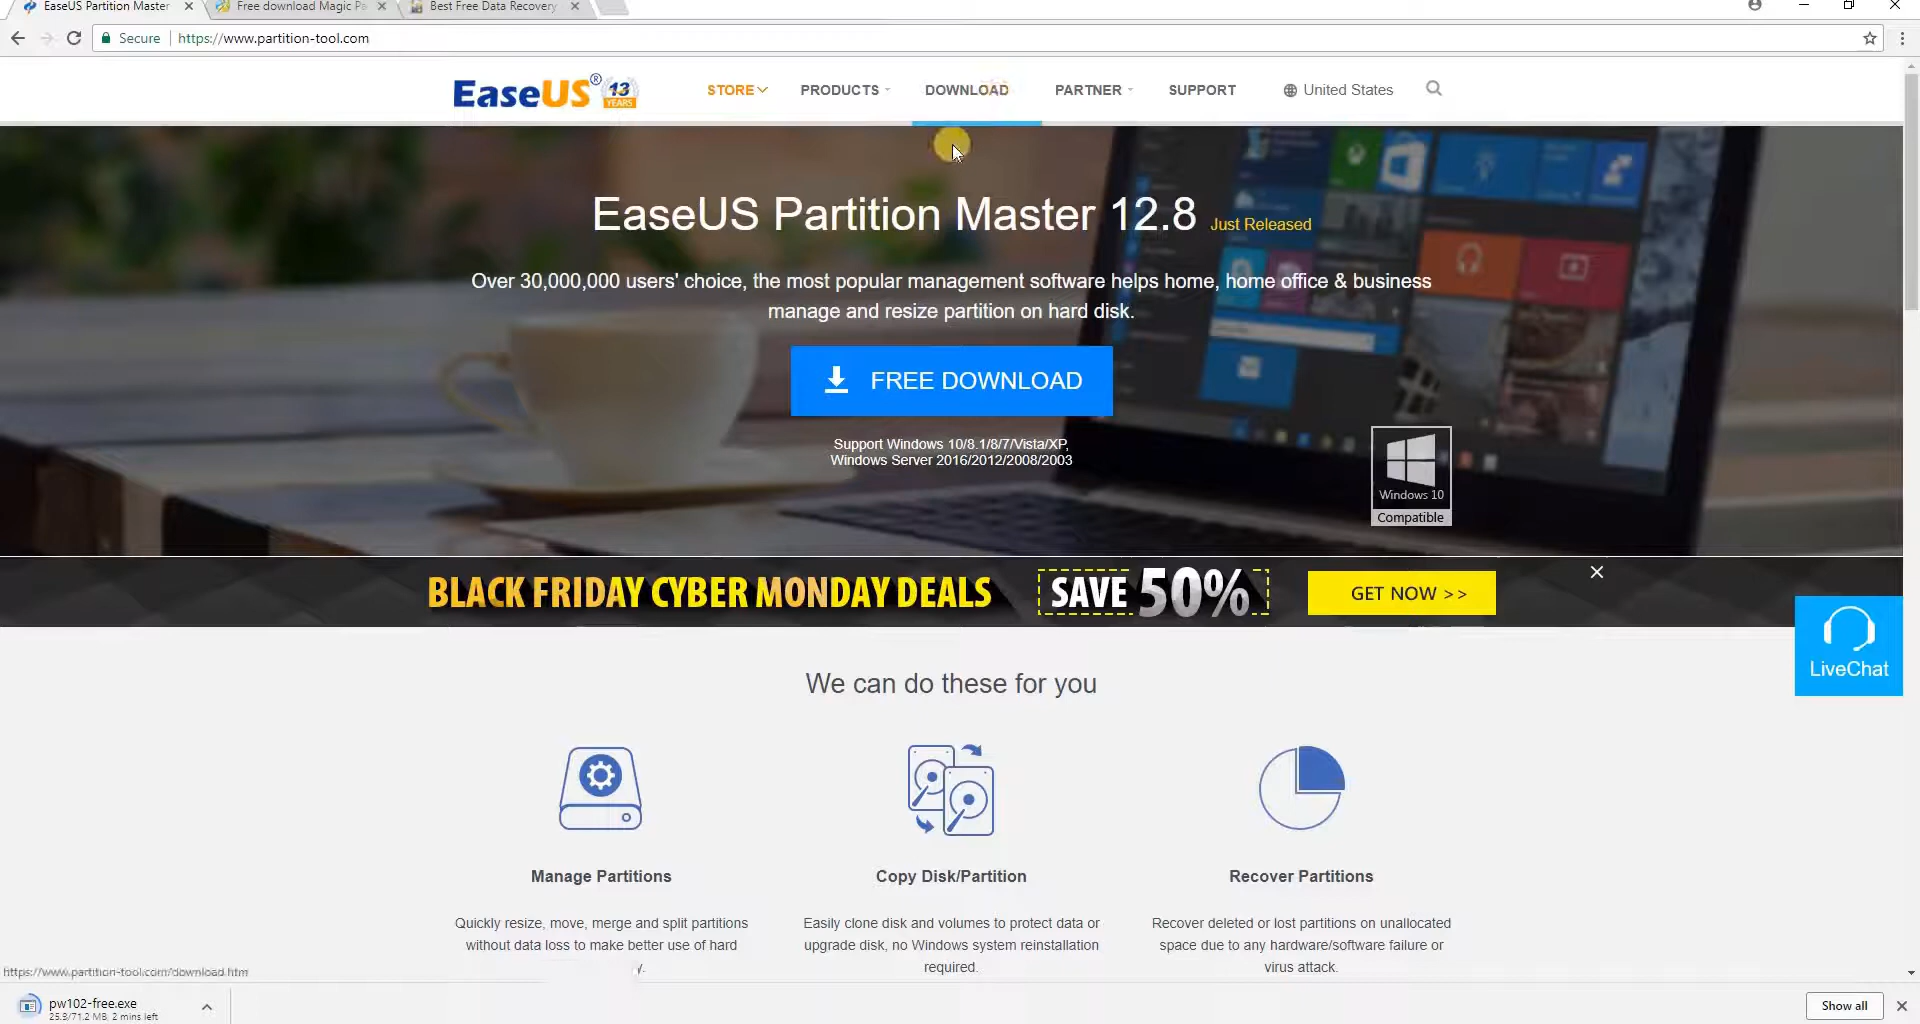 EaseUS Partition Master
Free download Magic Pa
Best Free Data Recovery
Secure
https://www.partition-tool.com
EaseUS® 13 YEARS
STORE
PRODUCTS
DOWNLOAD
PARTNER
SUPPORT
United States
EaseUS Partition Master 12.8 Just Released
Over 30,000,000 users' choice, the most popular management software helps home, home office & business
manage and resize partition on hard disk.
FREE DOWNLOAD
Support Windows 10/8.1/8/7/Vista/XP,
Windows Server 2016/2012/2008/2003
Windows 10
Compatible
BLACK FRIDAY CYBER MONDAY DEALS
SAVE 50%
GET NOW >>
LiveChat
We can do these for you
Manage Partitions
Quickly resize, move, merge and split partitions
without data loss to make better use of hard
y.
Copy Disk/Partition
Easily clone disk and volumes to protect data or
upgrade disk, no Windows system reinstallation
required.
Recover Partitions
Recover deleted or lost partitions on unallocated
space due to any hardware/software failure or
virus attack.
https://www.partition-tool.com/download.htm
pw102-free.exe
25.3/71.2 MB, 2 mins left
Show all